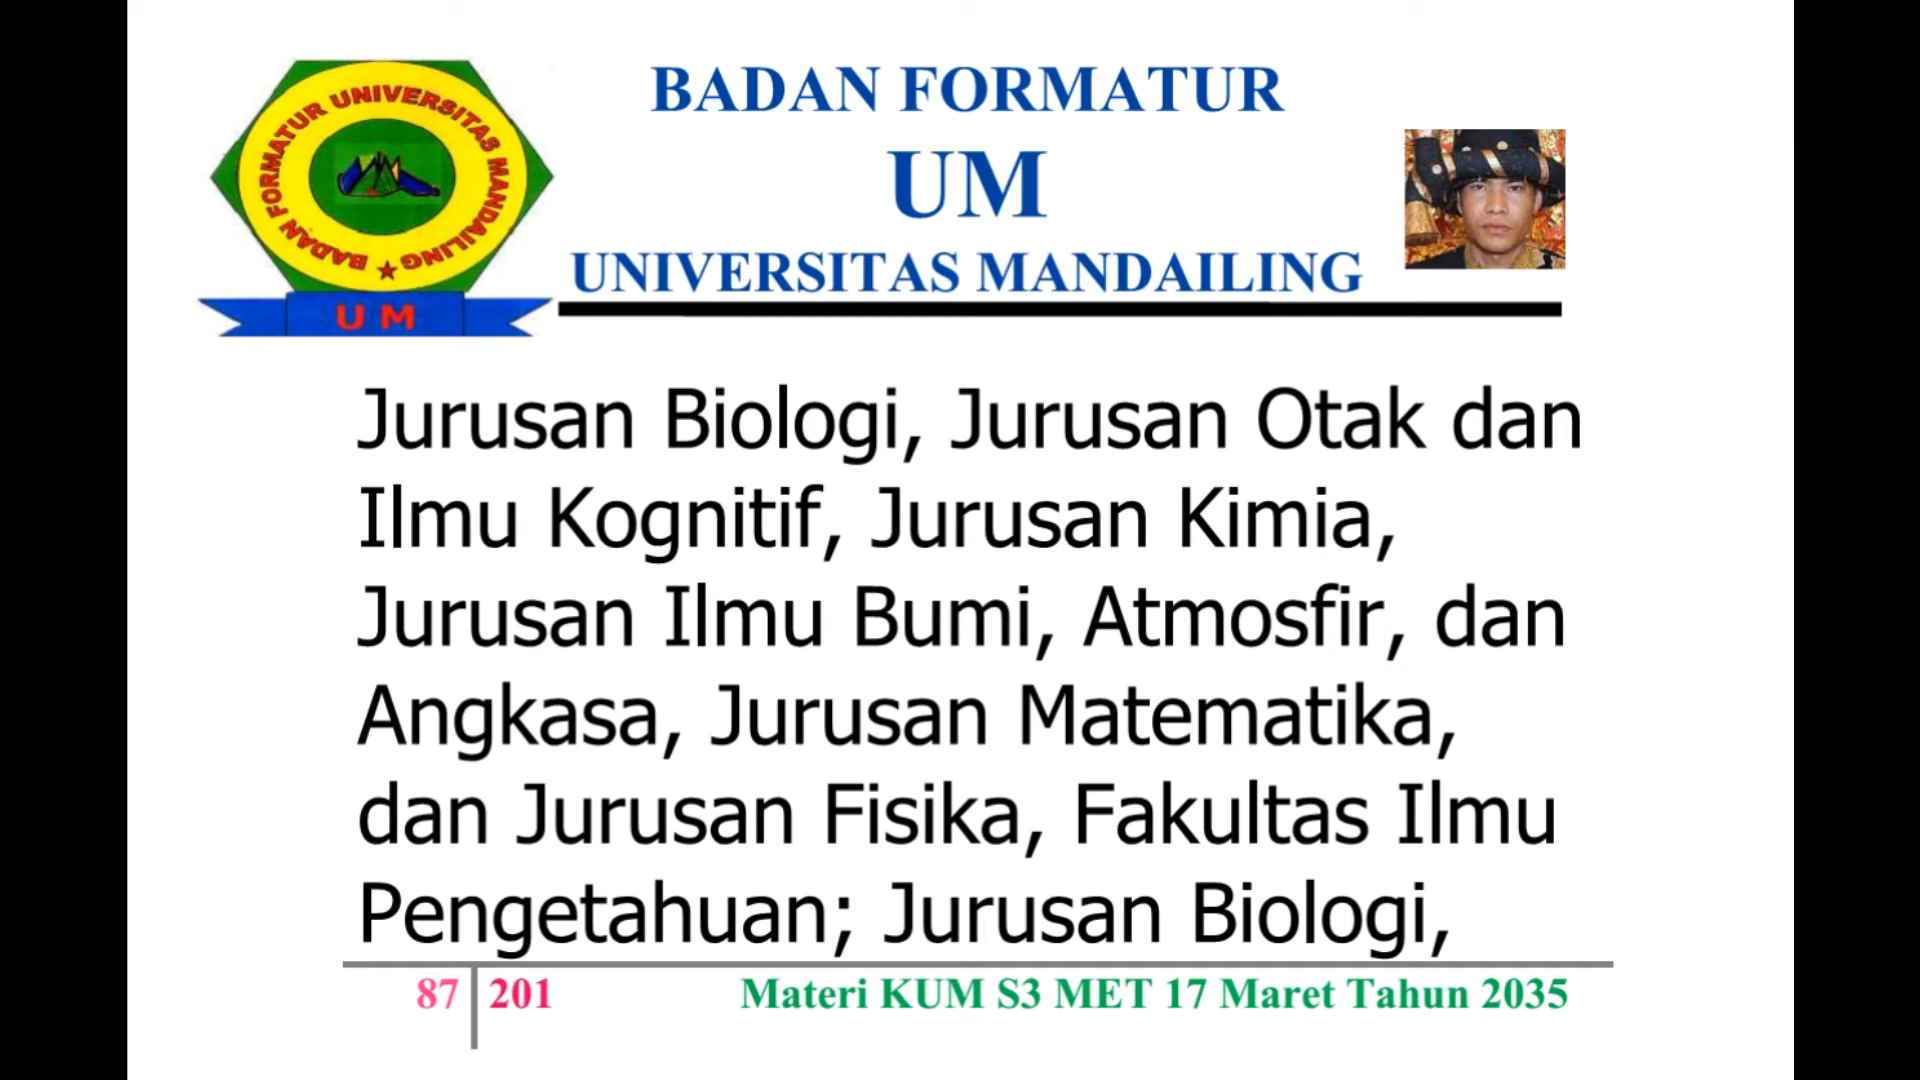 BADAN FORMATUR UNIVERSITAS MANDAILING
U M
BADAN FORMATUR
UM
UNIVERSITAS MANDAILING
Jurusan Biologi, Jurusan Otak dan
Ilmu Kognitif, Jurusan Kimia,
Jurusan Ilmu Bumi, Atmosfir, dan
Angkasa, Jurusan Matematika,
dan Jurusan Fisika, Fakultas Ilmu
Pengetahuan; Jurusan Biologi,
87 201 Materi KUM S3 MET 17 Maret Tahun 2035